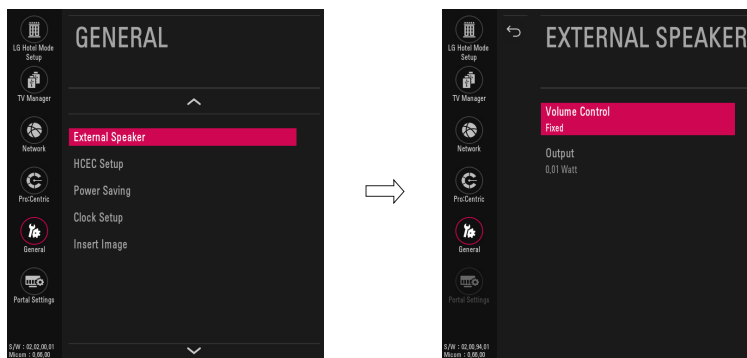 LG Hotel Mode
Setup
TV Manager
Network
Pro:Centric
General
Portal Settings
S/W : 02,02,00,01
Micom : 0,66,00
GENERAL
External Speaker
HCEC Setup
Power Saving
Clock Setup
Insert Image
LG Hotel Mode
Setup
TV Manager
Network
Pro:Centric
General
Portal Settings
S/W : 02,00,94,01
Micom : 0,66,00
EXTERNAL SPEAKER
Volume Control
Fixed
Output
0,01 Watt